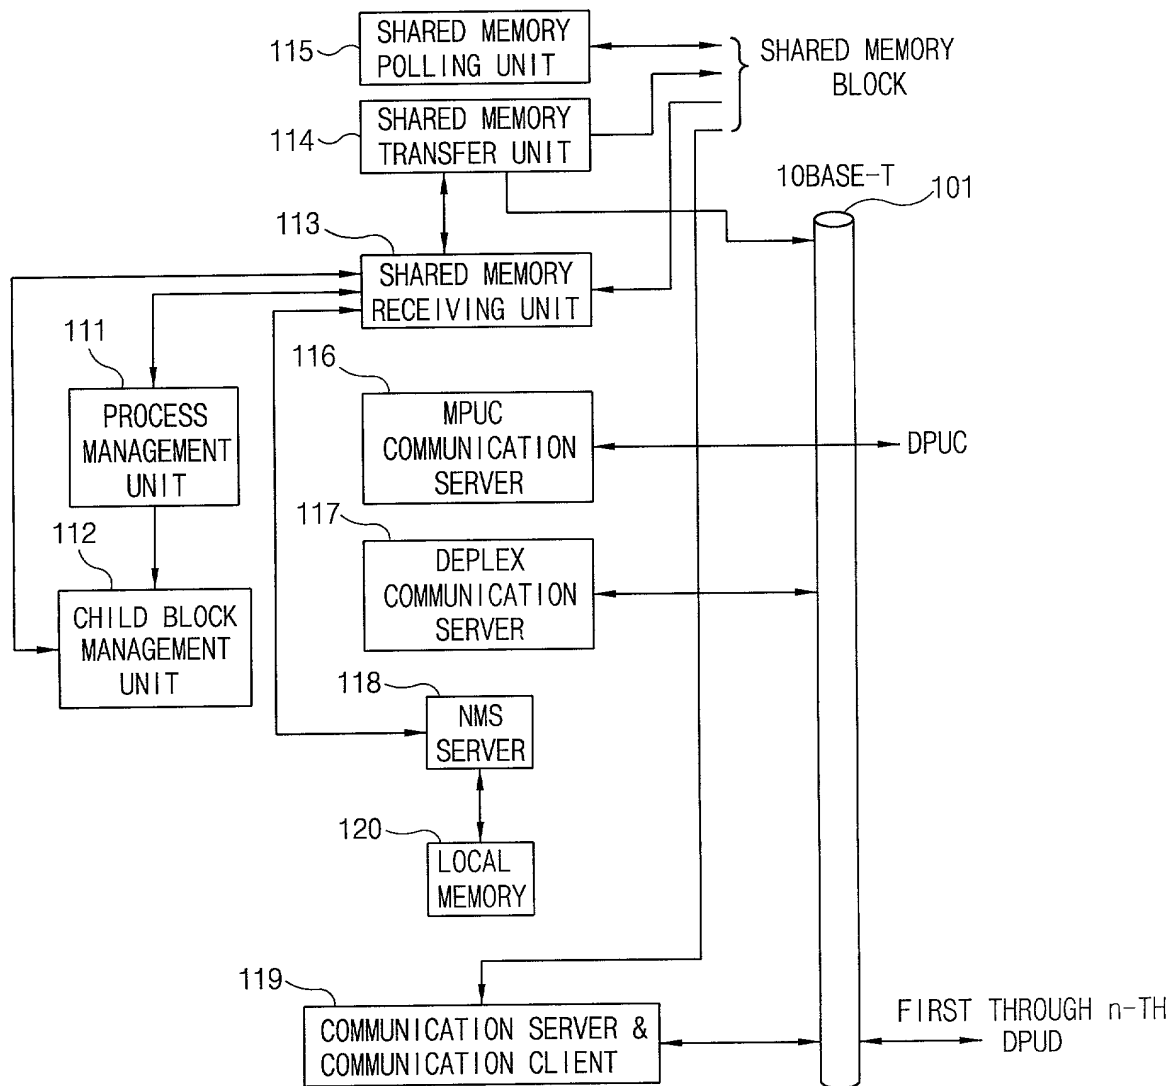 115
SHARED MEMORY
POLLING UNIT
SHARED MEMORY
BLOCK
114
SHARED MEMORY
TRANSFER UNIT
10BASE-T
101
113
SHARED MEMORY
RECEIVING UNIT
111
PROCESS
MANAGEMENT
UNIT
116
MPUC
COMMUNICATION
SERVER
DPUC
112
CHILD BLOCK
MANAGEMENT
UNIT
117
DEPLEX
COMMUNICATION
SERVER
118
NMS
SERVER
120
LOCAL
MEMORY
119
COMMUNICATION SERVER &
COMMUNICATION CLIENT
FIRST THROUGH n-TH
DPUD